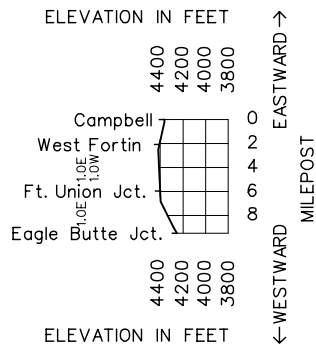 ELEVATION IN FEET
4400
4200
4000
3800
EASTWARD
Campbell
0
West Fortin
2
1.0E
1.0W
4
Ft. Union Jct.
6
1.0E
8
Eagle Butte Jct.
MILEPOST
WESTWARD
4400
4200
4000
3800
ELEVATION IN FEET